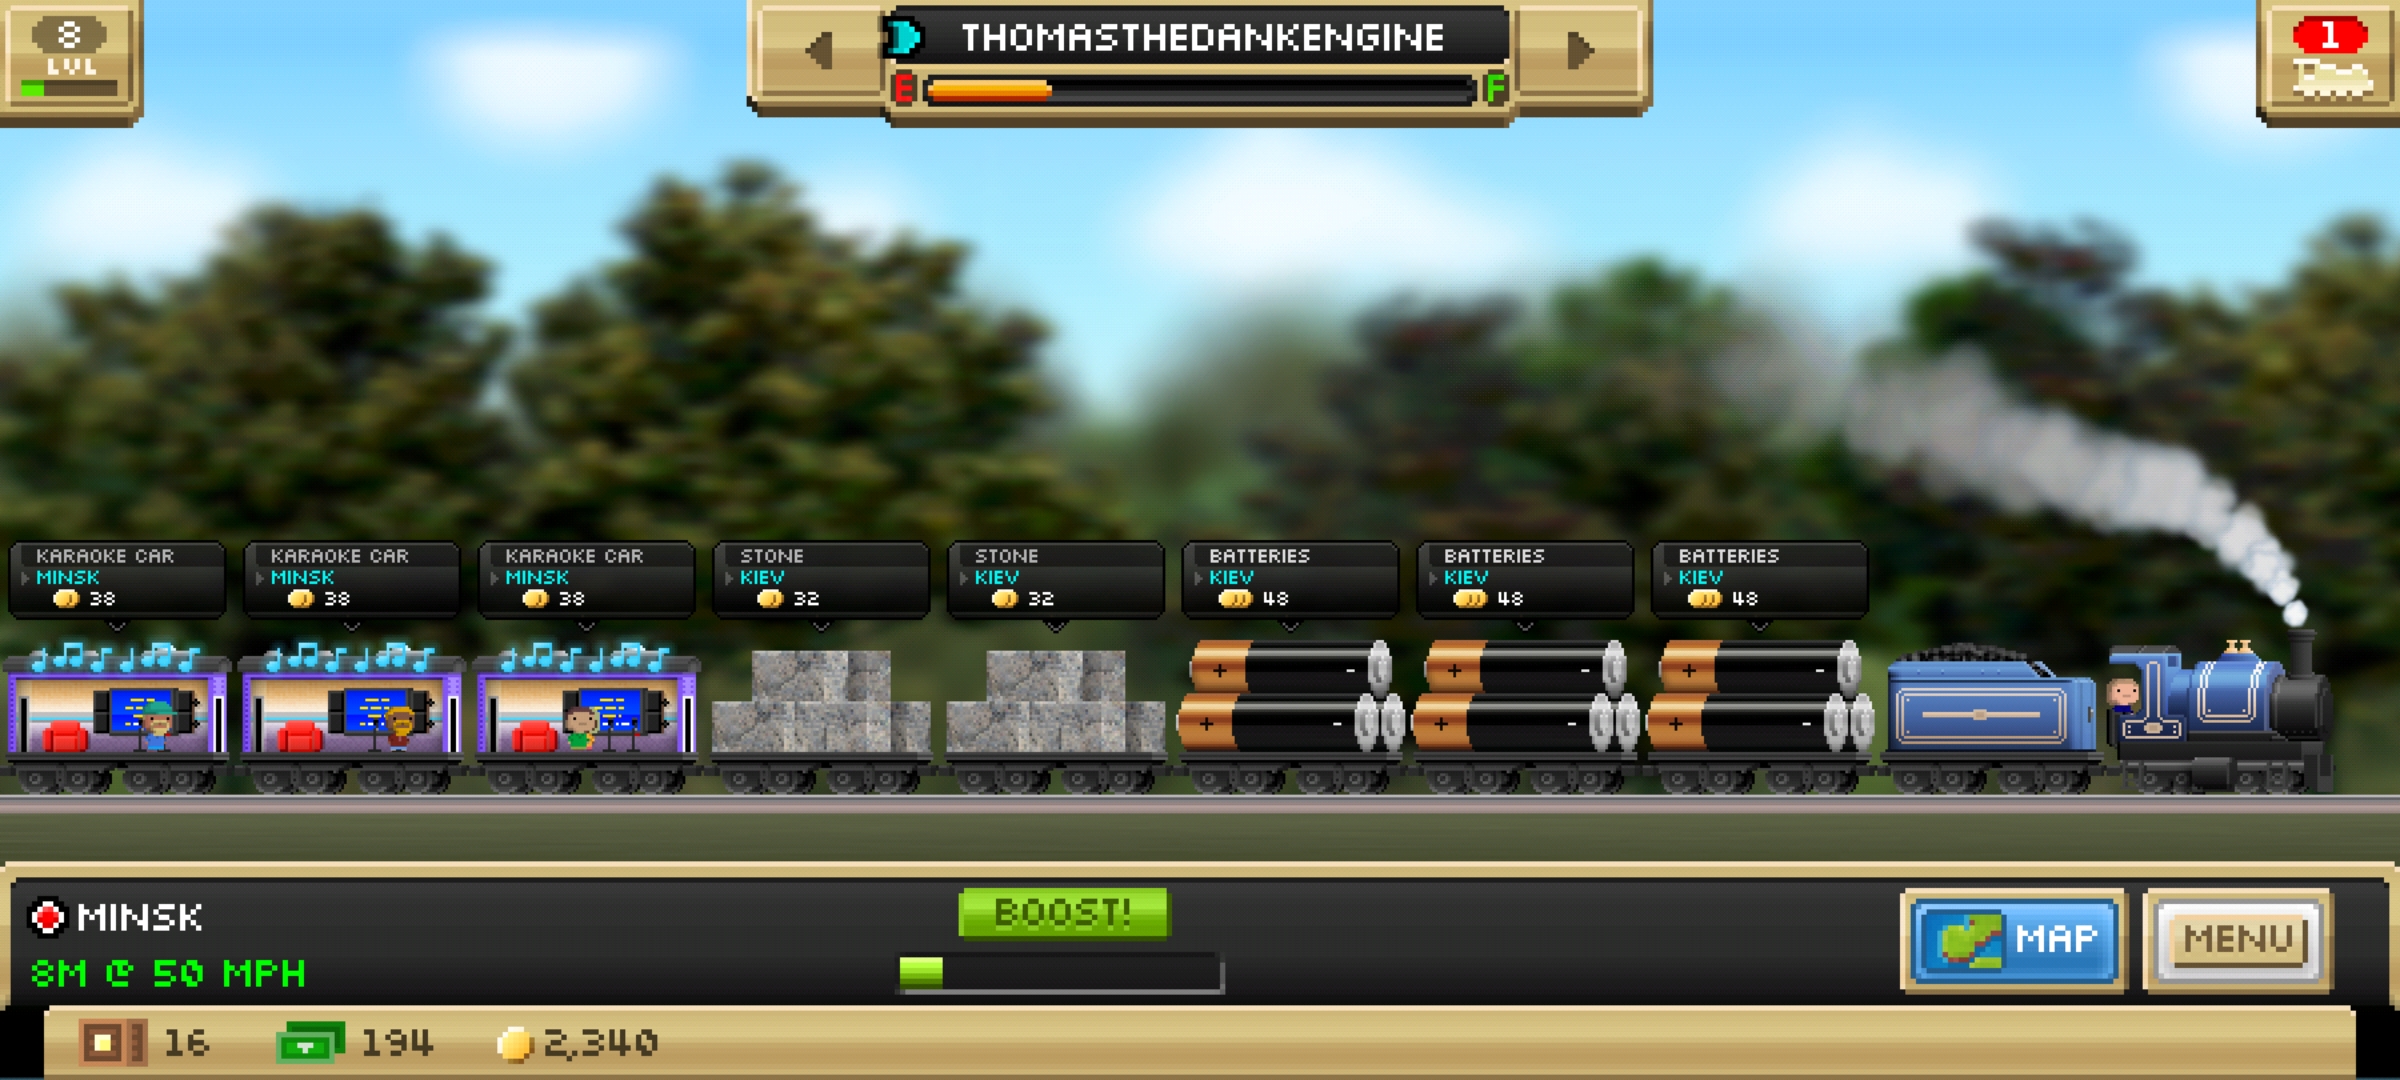 8
LVL
THOMASTHEDANKENGINE
E F
1
KARAOKE CAR
MINSK
38
KARAOKE CAR
MINSK
38
KARAOKE CAR
MINSK
38
STONE
KIEV
32
STONE
KIEV
32
BATTERIES
KIEV
48
BATTERIES
KIEV
48
BATTERIES
KIEV
48
MINSK
8M @ 50 MPH
BOOST!
MAP
MENU
16
194
2,340